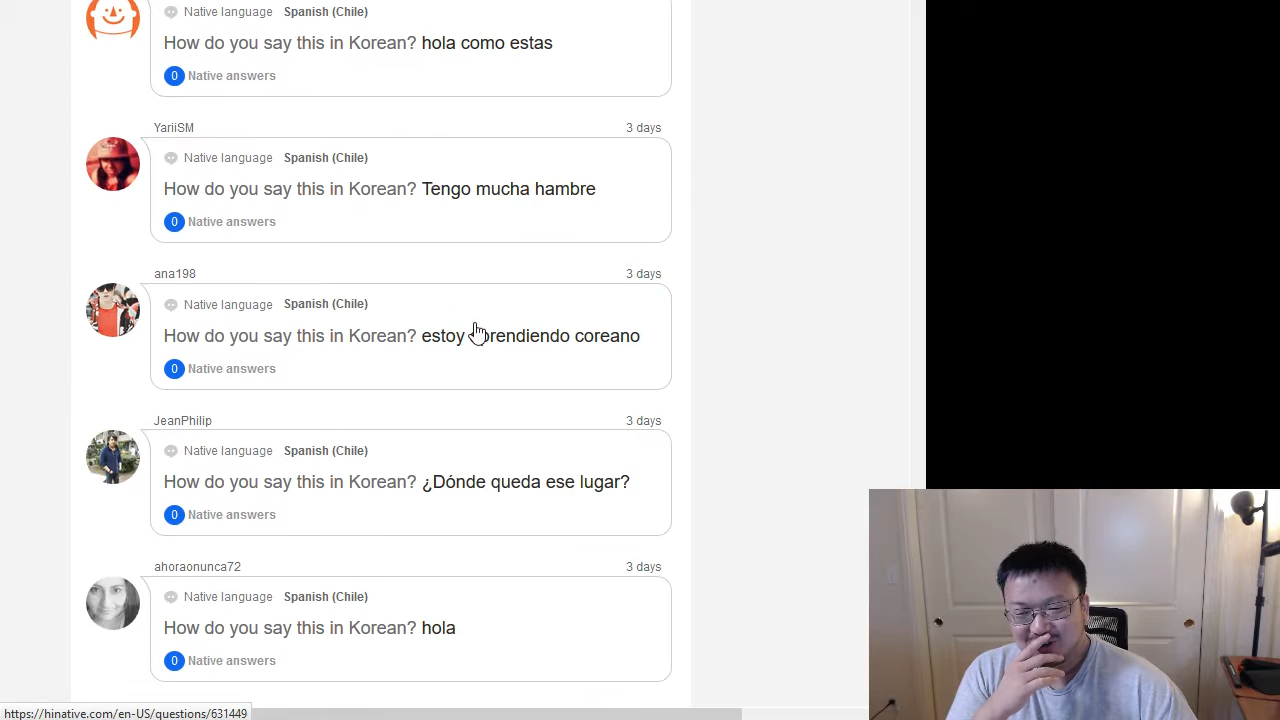 Native language Spanish (Chile)
How do you say this in Korean? hola como estas
0 Native answers
YariiSM 3 days
Native language Spanish (Chile)
How do you say this in Korean? Tengo mucha hambre
0 Native answers
ana198 3 days
Native language Spanish (Chile)
How do you say this in Korean? estoy aprendiendo coreano
0 Native answers
JeanPhilip 3 days
Native language Spanish (Chile)
How do you say this in Korean? ¿Dónde queda ese lugar?
0 Native answers
ahoraonunca72 3 days
Native language Spanish (Chile)
How do you say this in Korean? hola
0 Native answers
https://hinative.com/en-US/questions/631449